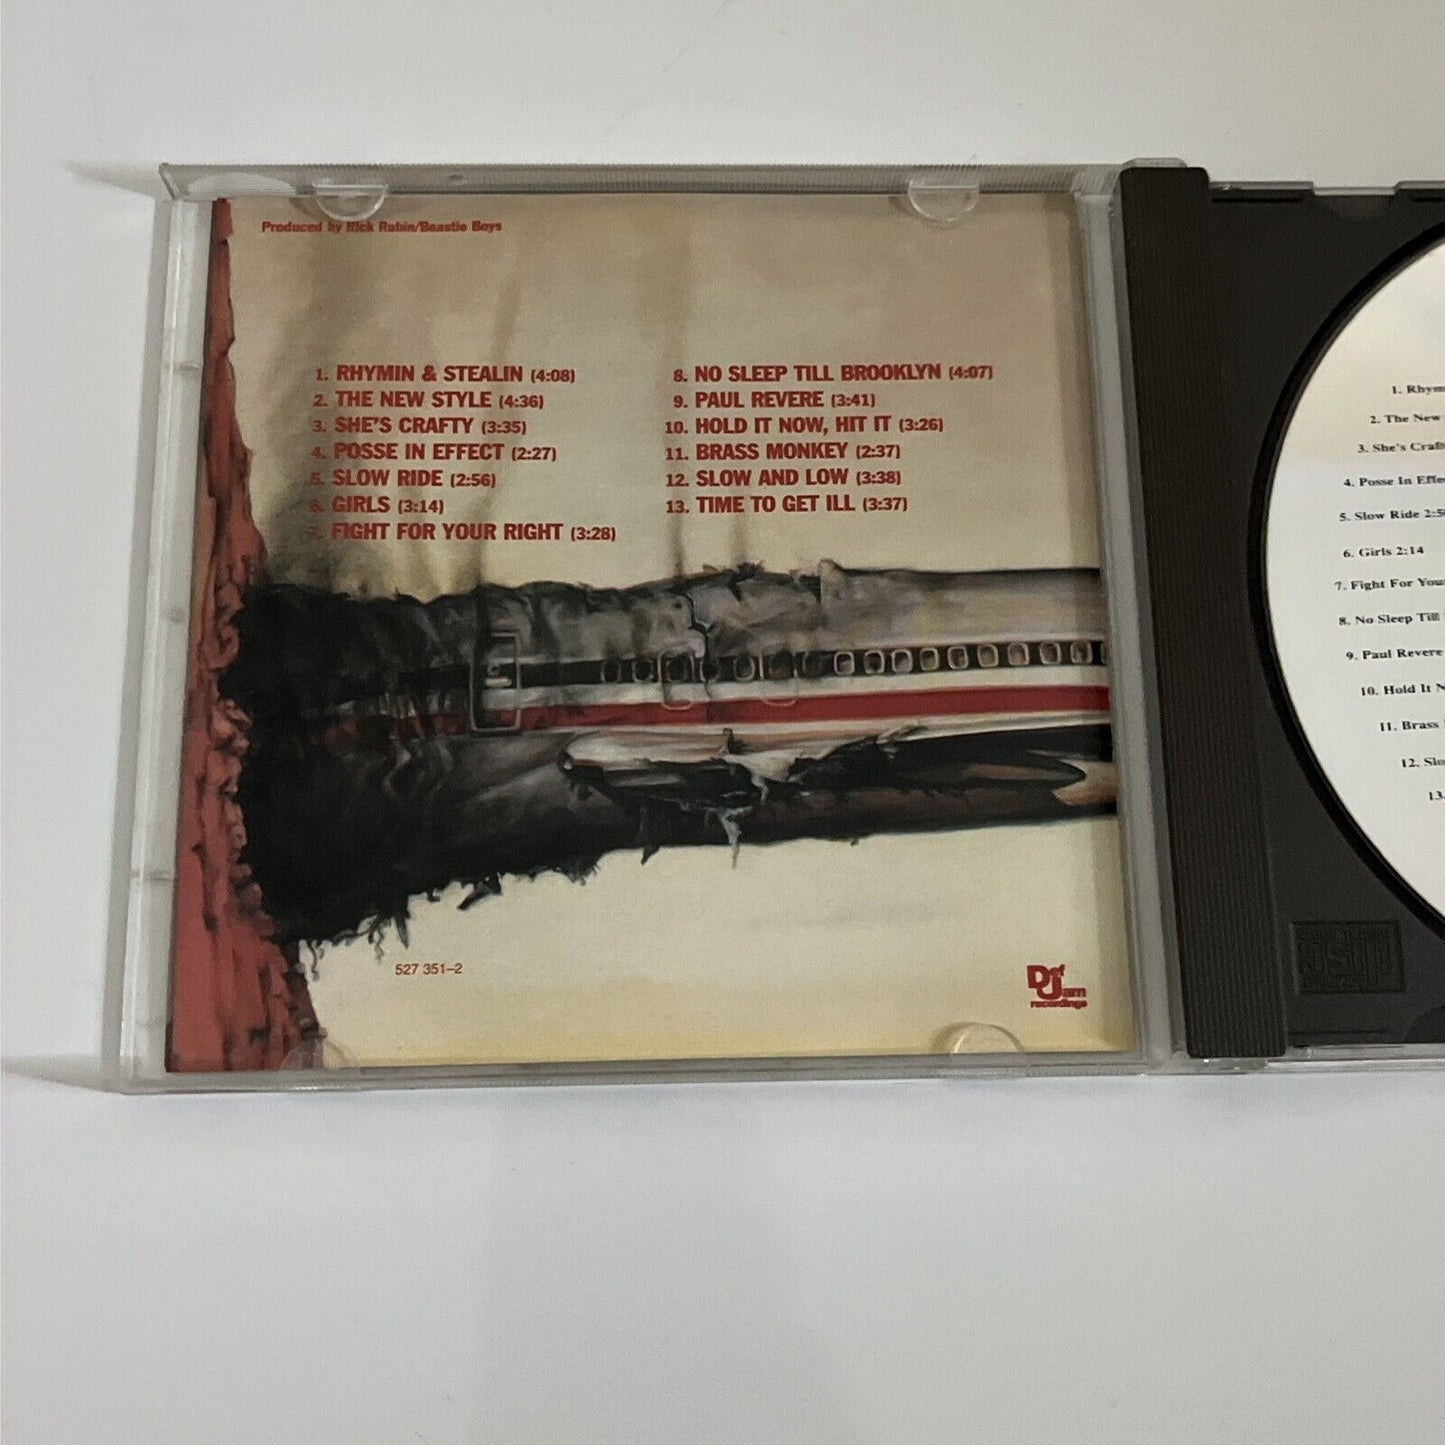 Produced by Rick Rubin/Beastie Boys
1. RHYMIN & STEALIN (4:08)
2. THE NEW STYLE (4:36)
3. SHE'S CRAFTY (3:35)
4. POSSE IN EFFECT (2:27)
5. SLOW RIDE (2:56)
6. GIRLS (3:14)
7. FIGHT FOR YOUR RIGHT (3:28)
8. NO SLEEP TILL BROOKLYN (4:07)
9. PAUL REVERE (3:41)
10. HOLD IT NOW, HIT IT (3:26)
11. BRASS MONKEY (2:37)
12. SLOW AND LOW (3:38)
13. TIME TO GET ILL (3:37)
527 351-2
Def Jam
recordings
1. Rhym
2. The New
3. She's Craf
4. Posse In Effe
5. Slow Ride 2:5
6. Girls 2:14
7. Fight For You
8. No Sleep Till
9. Paul Revere
10. Hold It N
11. Brass
12. Slo
13.